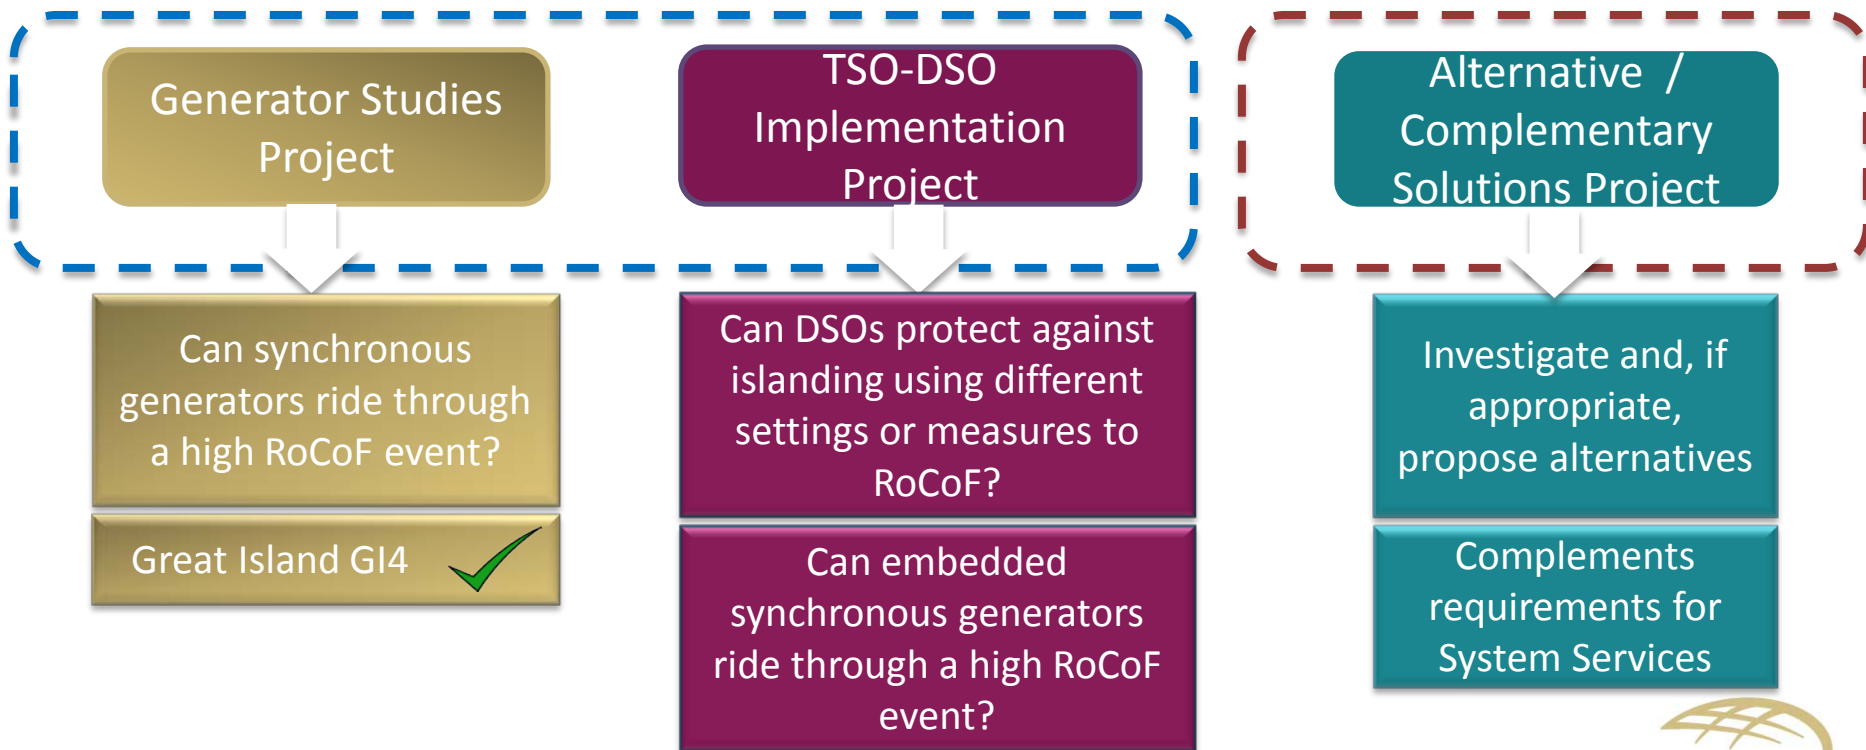 Generator Studies
Project
TSO-DSO
Implementation
Project
Alternative /
Complementary
Solutions Project
Can synchronous
generators ride through
a high RoCoF event?
Great Island GI4
Can DSOs protect against
islanding using different
settings or measures to
RoCoF?
Can embedded
synchronous generators
ride through a high RoCoF
event?
Investigate and, if
appropriate,
propose alternatives
Complements
requirements for
System Services